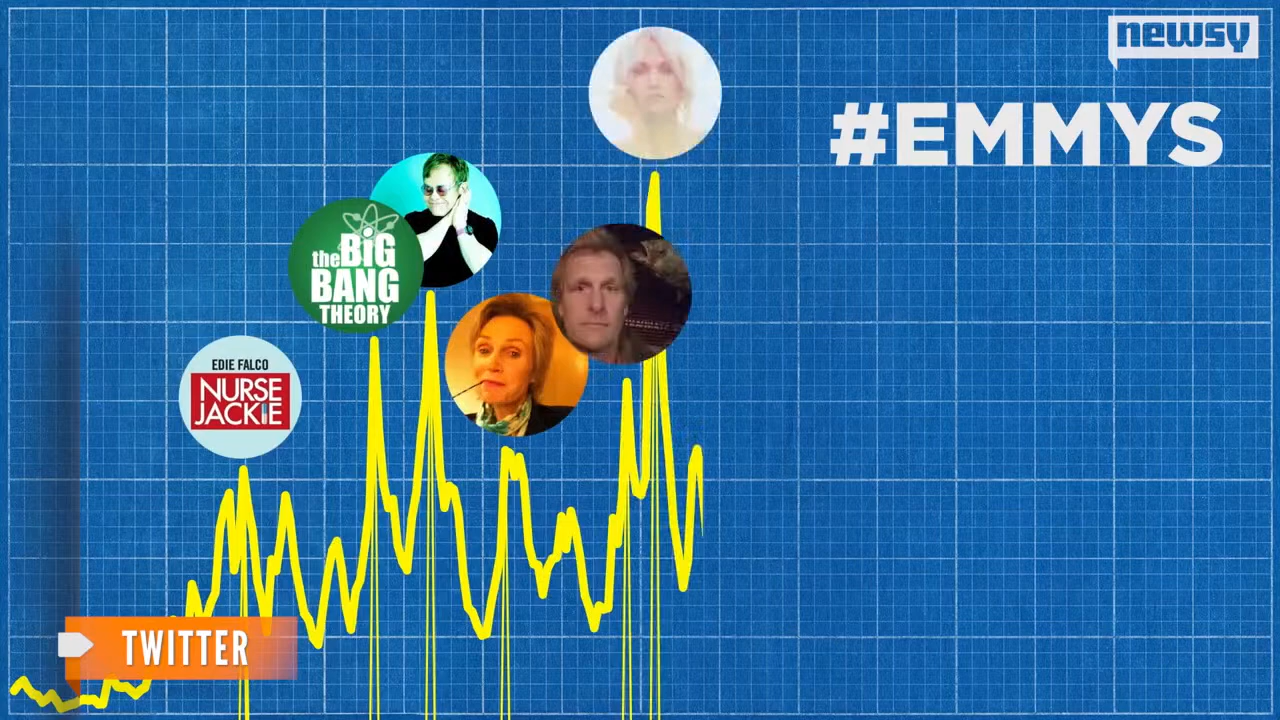 newsy
#EMMYS
the BIG
BANG
THEORY
EDIE FALCO
NURSE
JACKIE
TWITTER